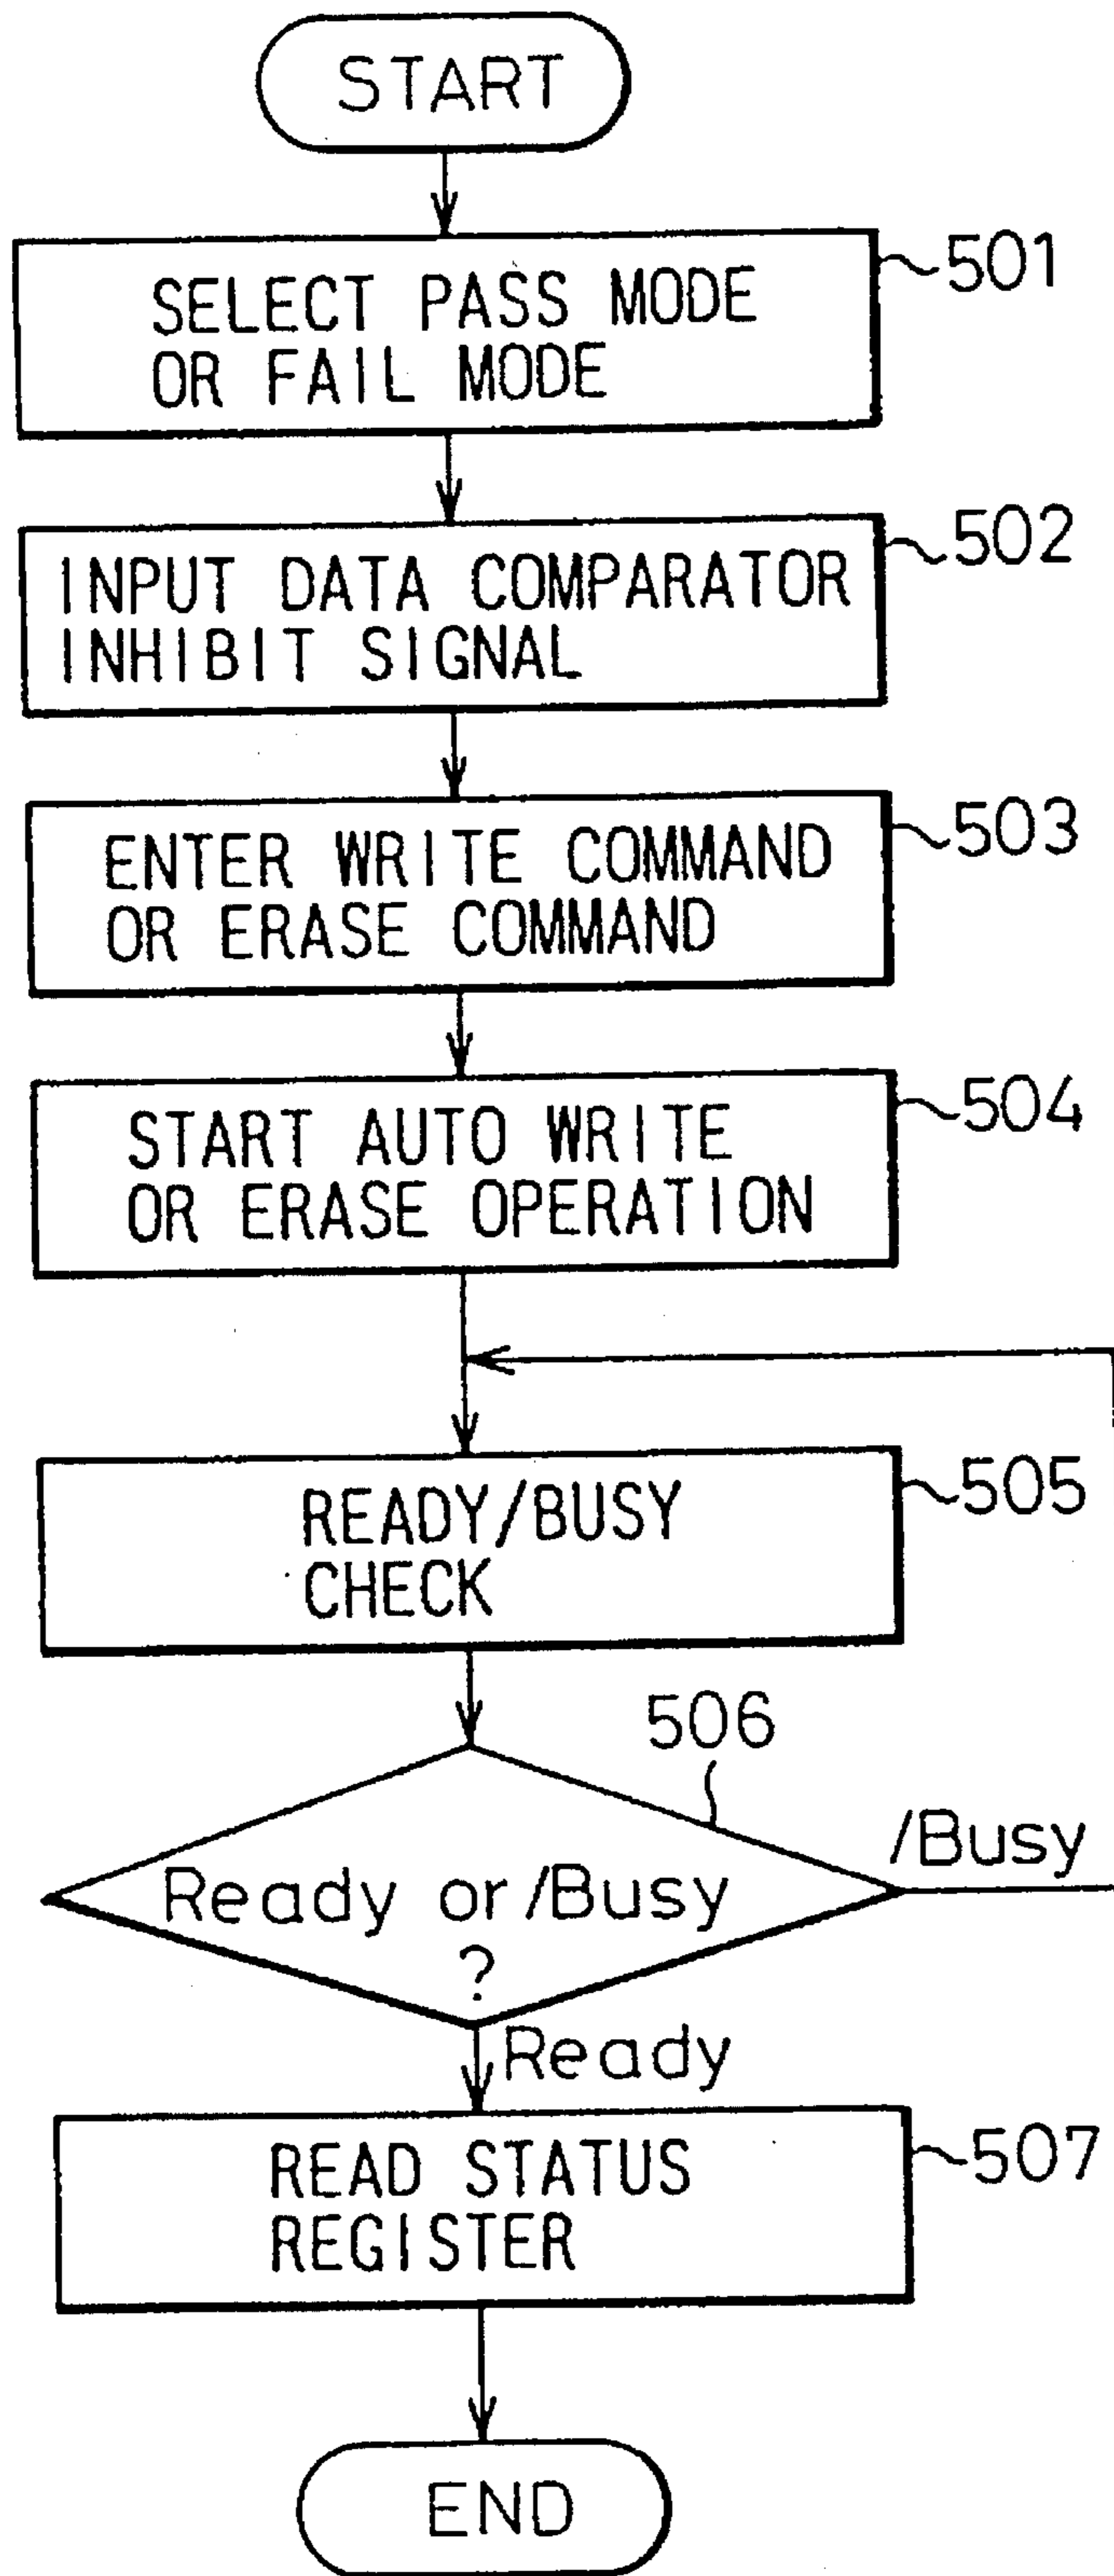 START
SELECT PASS MODE
OR FAIL MODE
501
INPUT DATA COMPARATOR
INHIBIT SIGNAL
502
ENTER WRITE COMMAND
OR ERASE COMMAND
503
START AUTO WRITE
OR ERASE OPERATION
504
READY/BUSY
CHECK
505
506
Ready or /Busy
?
/Busy
Ready
READ STATUS
REGISTER
507
END